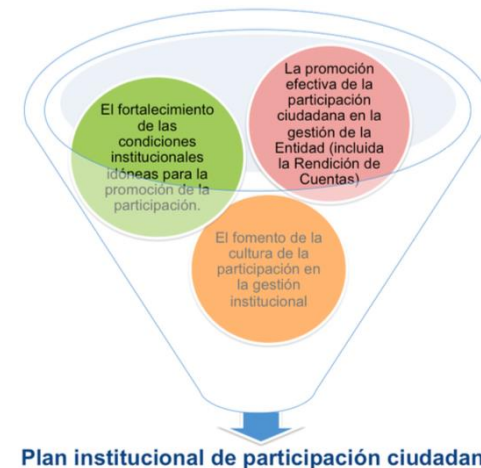 El fortalecimiento
de las
condiciones
institucionales
idóneas para la
promoción de la
participación.
La promoción
efectiva de la
participación
ciudadana en la
gestión de la
Entidad (incluida
la Rendición de
Cuentas)
El fomento de la
cultura de la
participación en
la gestión
institucional
Plan institucional de participación ciudadan